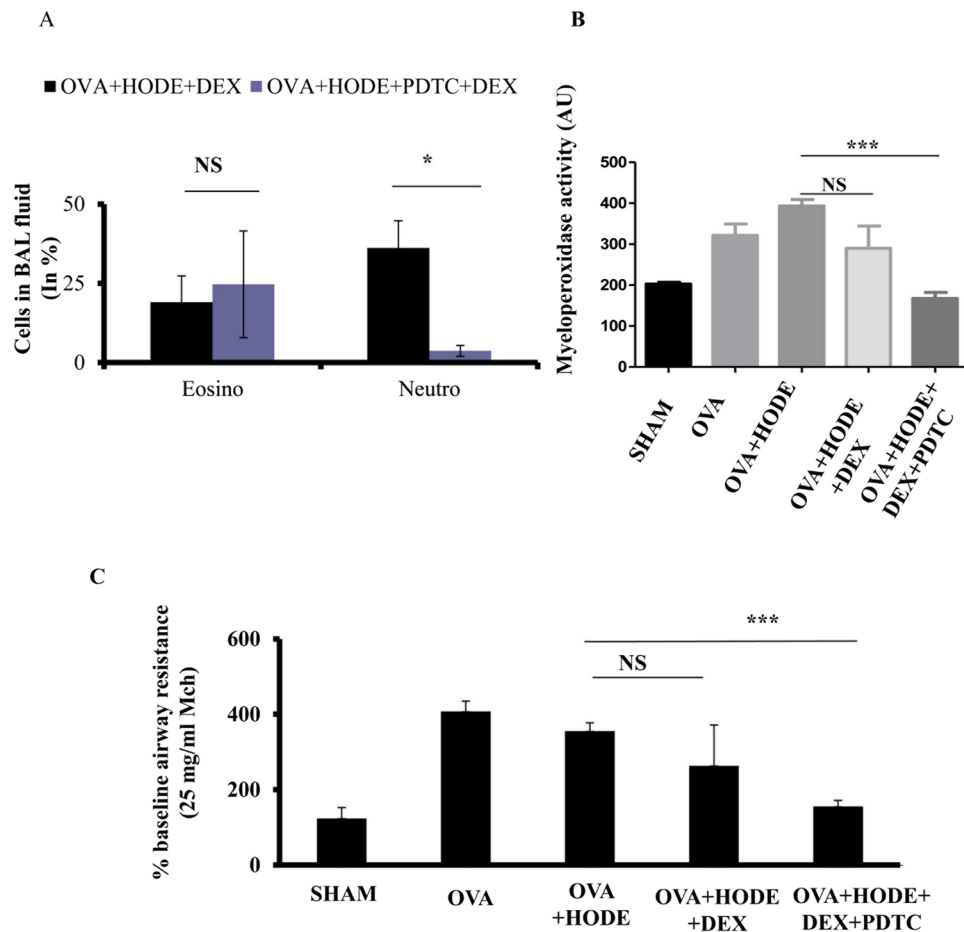 A
OVA+HODE+DEX OVA+HODE+PDTC+DEX
Cells in BAL fluid
(In %)
50
25
0
NS
*
Eosino Neutro
B
Myeloperoxidase activity (AU)
500
400
300
200
100
0
***
NS
SHAM
OVA
OVA+HODE
OVA+HODE
+DEX
OVA+HODE+
DEX+PDTC
C
% baseline airway resistance
(25 mg/ml Mch)
600
400
200
0
***
NS
SHAM
OVA
OVA
+HODE
OVA+HODE
+DEX
OVA+HODE+
DEX+PDTC